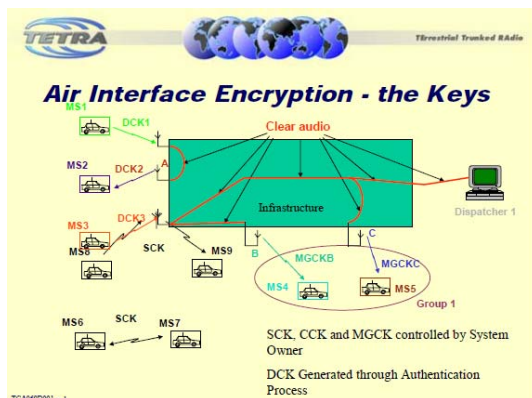 TETRA
TErrestrial Trunked RAdio
Air Interface Encryption - the Keys
MS1
DCK1
Clear audio
MS2
DCK2
A
MS3
DCK3
Infrastructure
Dispatcher 1
MS8
SCK
MS9
B
C
MGCKB
MGCKC
MS4
MS5
Group 1
MS6
SCK
MS7
SCK, CCK and MGCK controlled by System
Owner
DCK Generated through Authentication
Process